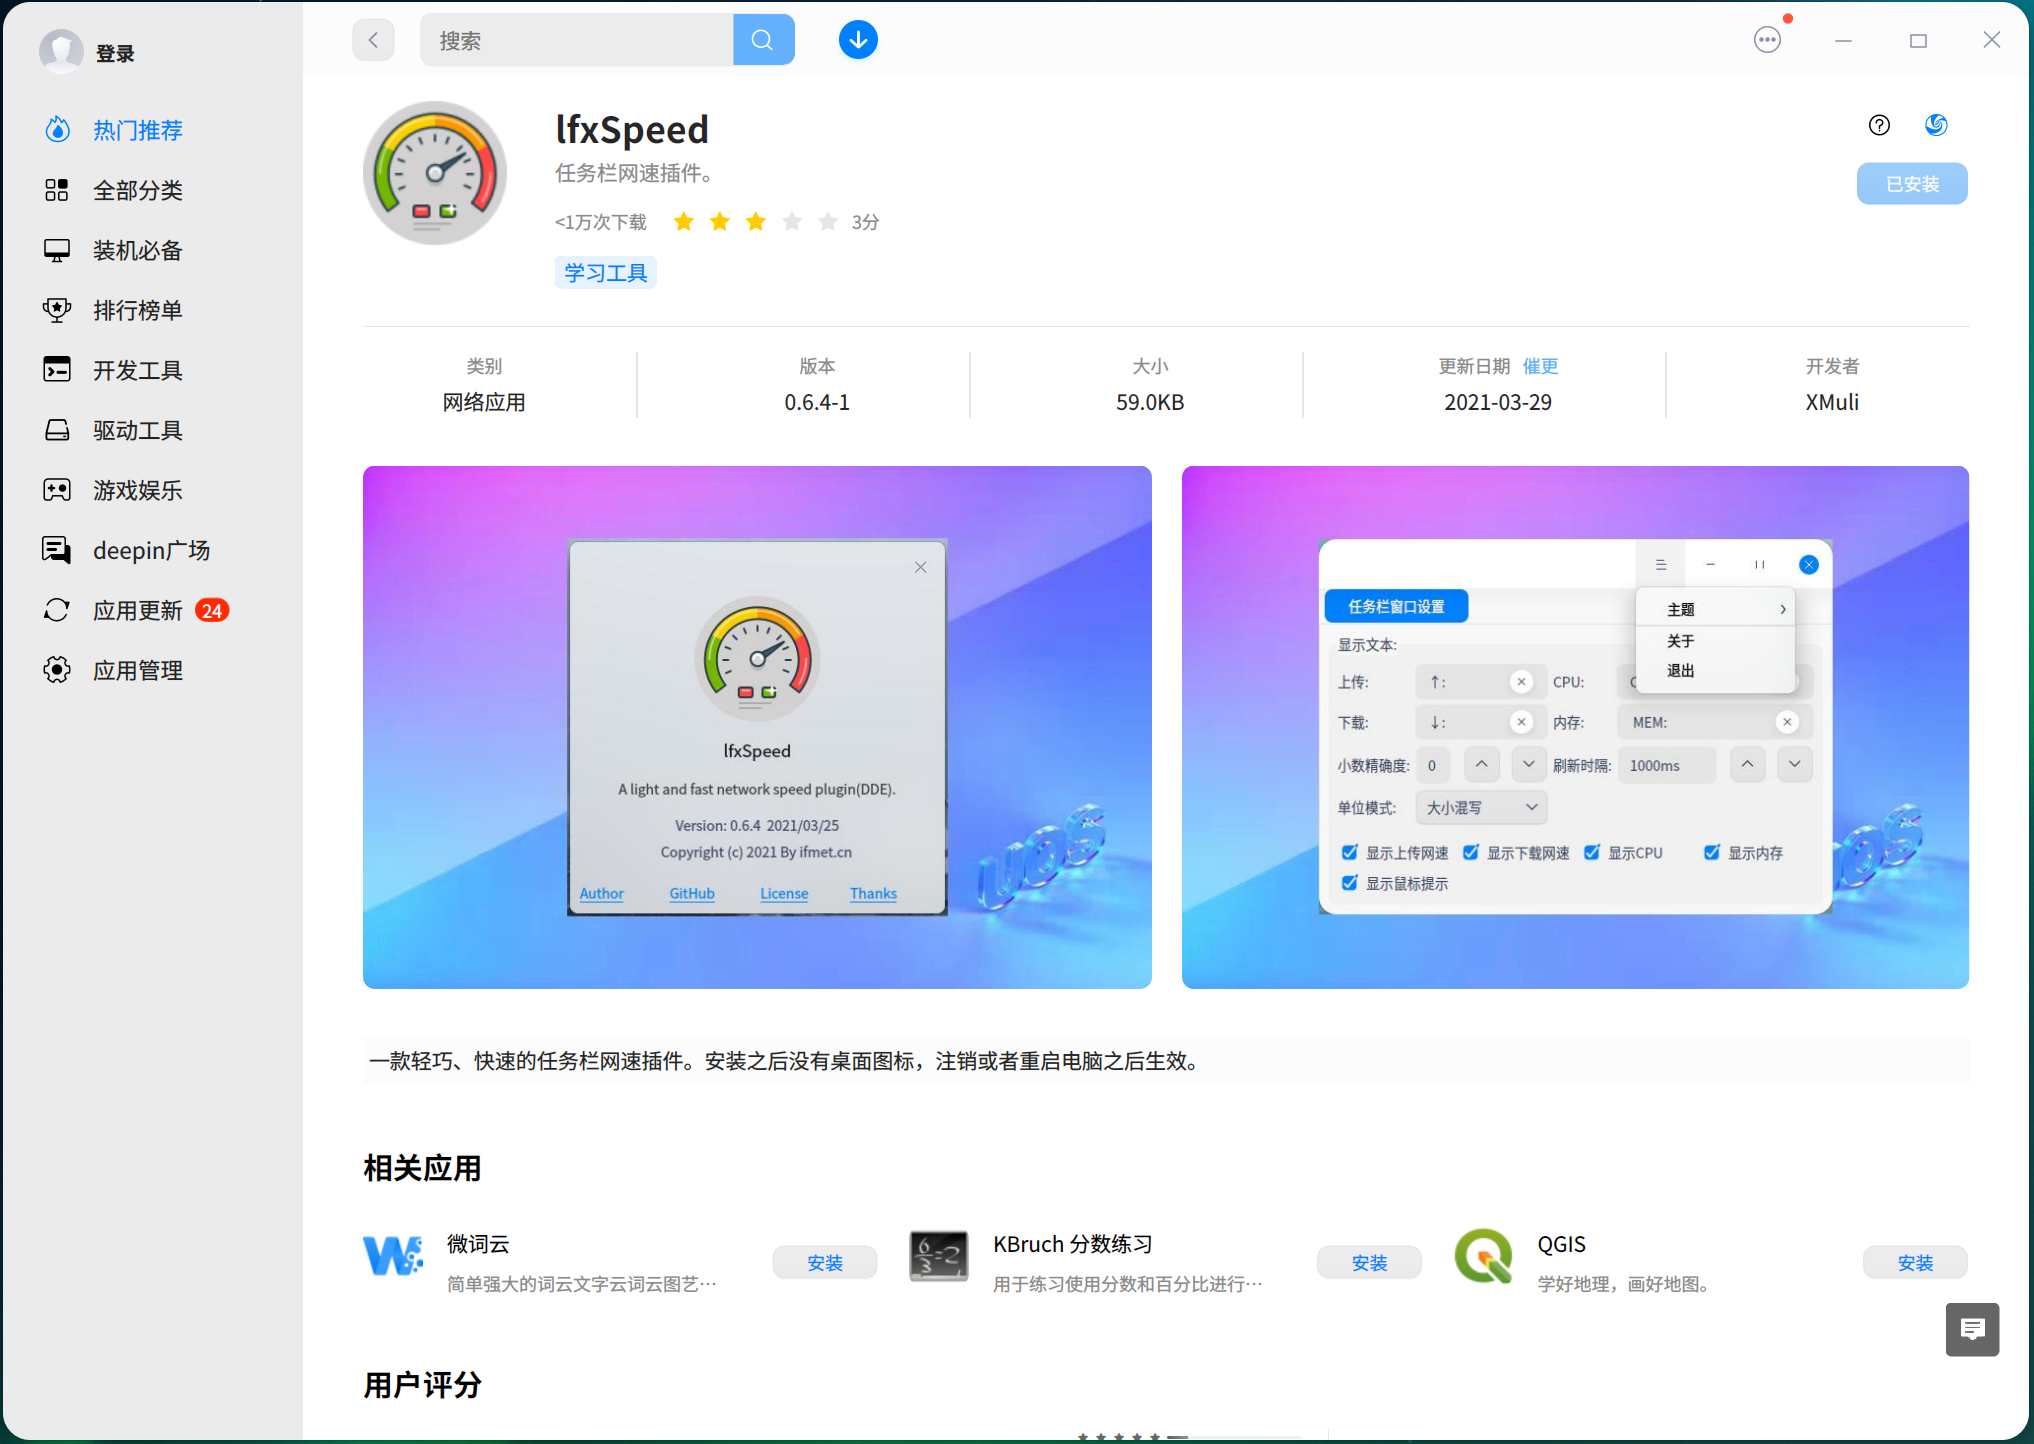 登录
热门推荐
全部分类
装机必备
排行榜单
开发工具
驱动工具
游戏娱乐
deepin广场
应用更新 24
应用管理
搜索
lfxSpeed
任务栏网速插件。
<1万次下载 3分
学习工具
已安装
类别
网络应用
版本
0.6.4-1
大小
59.0KB
更新日期 催更
2021-03-29
开发者
XMuli
lfxSpeed
A light and fast network speed plugin(DDE).
Version: 0.6.4 2021/03/25
Copyright (c) 2021 By ifmet.cn
Author GitHub License Thanks
UOS
任务栏窗口设置
主题
关于
退出
显示文本:
上传: ↑: CPU:
下载: ↓: 内存: MEM:
小数精确度: 0 刷新时隔: 1000ms
单位模式: 大小混写
显示上传网速 显示下载网速 显示CPU 显示内存
显示鼠标提示
UOS
一款轻巧、快速的任务栏网速插件。安装之后没有桌面图标，注销或者重启电脑之后生效。
相关应用
微词云
简单强大的词云文字云词云图艺…
安装
KBruch 分数练习
用于练习使用分数和百分比进行…
安装
QGIS
学好地理，画好地图。
安装
用户评分